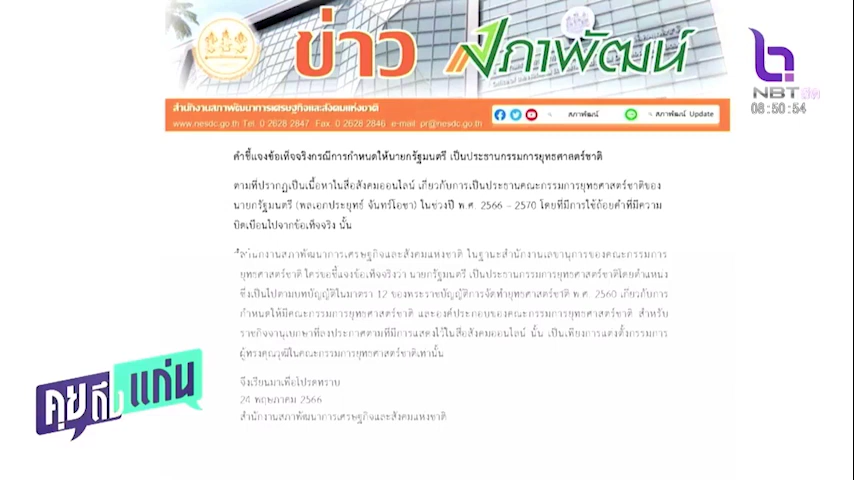 ข่าว สภาพัฒน์
NBT สด
08:50:54
สำนักงานสภาพัฒนาการเศรษฐกิจและสังคมแห่งชาติ
www.nesdc.go.th Tel. 0 2628 2847 Fax. 0 2628 2846 e-mail pr@nesdc.go.th
สภาพัฒน์
สภาพัฒน์ Update
คำชี้แจงข้อเท็จจริงกรณีการกำหนดให้นายกรัฐมนตรี เป็นประธานกรรมการยุทธศาสตร์ชาติ
ตามที่ปรากฏเป็นเนื้อหาในสื่อสังคมออนไลน์ เกี่ยวกับการเป็นประธานคณะกรรมการยุทธศาสตร์ชาติของ
นายกรัฐมนตรี (พลเอกประยุทธ์ จันทร์โอชา) ในช่วงปี พ.ศ. 2566 – 2570 โดยที่มีการใช้ถ้อยคำที่มีความ
บิดเบือนไปจากข้อเท็จจริง นั้น
สำนักงานสภาพัฒนาการเศรษฐกิจและสังคมแห่งชาติ ในฐานะสำนักงานเลขานุการของคณะกรรมการ
ยุทธศาสตร์ชาติ ใคร่ขอชี้แจงข้อเท็จจริงว่า นายกรัฐมนตรี เป็นประธานกรรมการยุทธศาสตร์ชาติโดยตำแหน่ง
ซึ่งเป็นไปตามบทบัญญัติในมาตรา 12 ของพระราชบัญญัติการจัดทำยุทธศาสตร์ชาติ พ.ศ. 2560 เกี่ยวกับการ
กำหนดให้มีคณะกรรมการยุทธศาสตร์ชาติ และองค์ประกอบของคณะกรรมการยุทธศาสตร์ชาติ สำหรับ
ราชกิจจานุเบกษาที่ลงประกาศตามที่มีการแสดงไว้ในสื่อสังคมออนไลน์ นั้น เป็นเพียงการแต่งตั้งกรรมการ
ผู้ทรงคุณวุฒิในคณะกรรมการยุทธศาสตร์ชาติเท่านั้น
จึงเรียนมาเพื่อโปรดทราบ
24 พฤษภาคม 2566
สำนักงานสภาพัฒนาการเศรษฐกิจและสังคมแห่งชาติ
คุยถึงแก่น